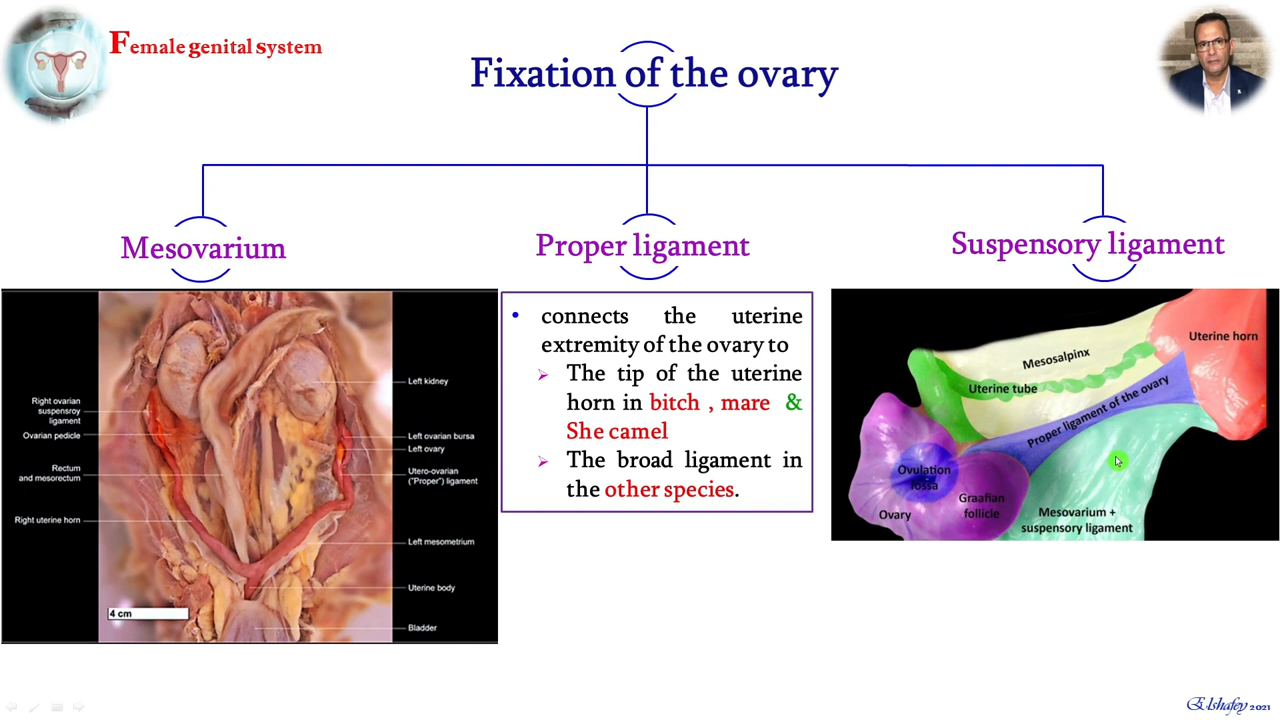 Female genital system
Fixation of the ovary
Mesovarium
Proper ligament
Suspensory ligament
Right ovarian
suspensroy
ligament
Ovarian pedicle
Rectum
and mesorectum
Right uterine horn
4 cm
Left kidney
Left ovarian bursa
Left ovary
Utero-ovarian
("Proper") ligament
Left mesometrium
Uterine body
Bladder
• connects the uterine
extremity of the ovary to
➢ The tip of the uterine
horn in bitch , mare &
She camel
➢ The broad ligament in
the other species.
Uterine horn
Mesosalpinx
Uterine tube
Proper ligament of the ovary
Ovulation
fossa
Graafian
follicle
Ovary
Mesovarium +
suspensory ligament
Elshafey 2021